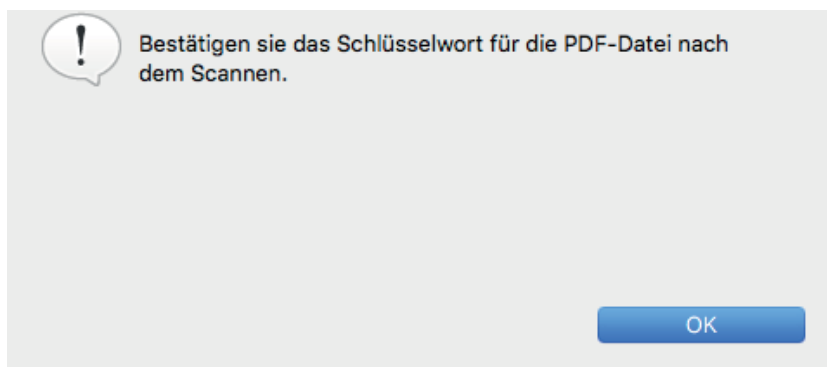 Bestätigen sie das Schlüsselwort für die PDF-Datei nach
dem Scannen.
OK